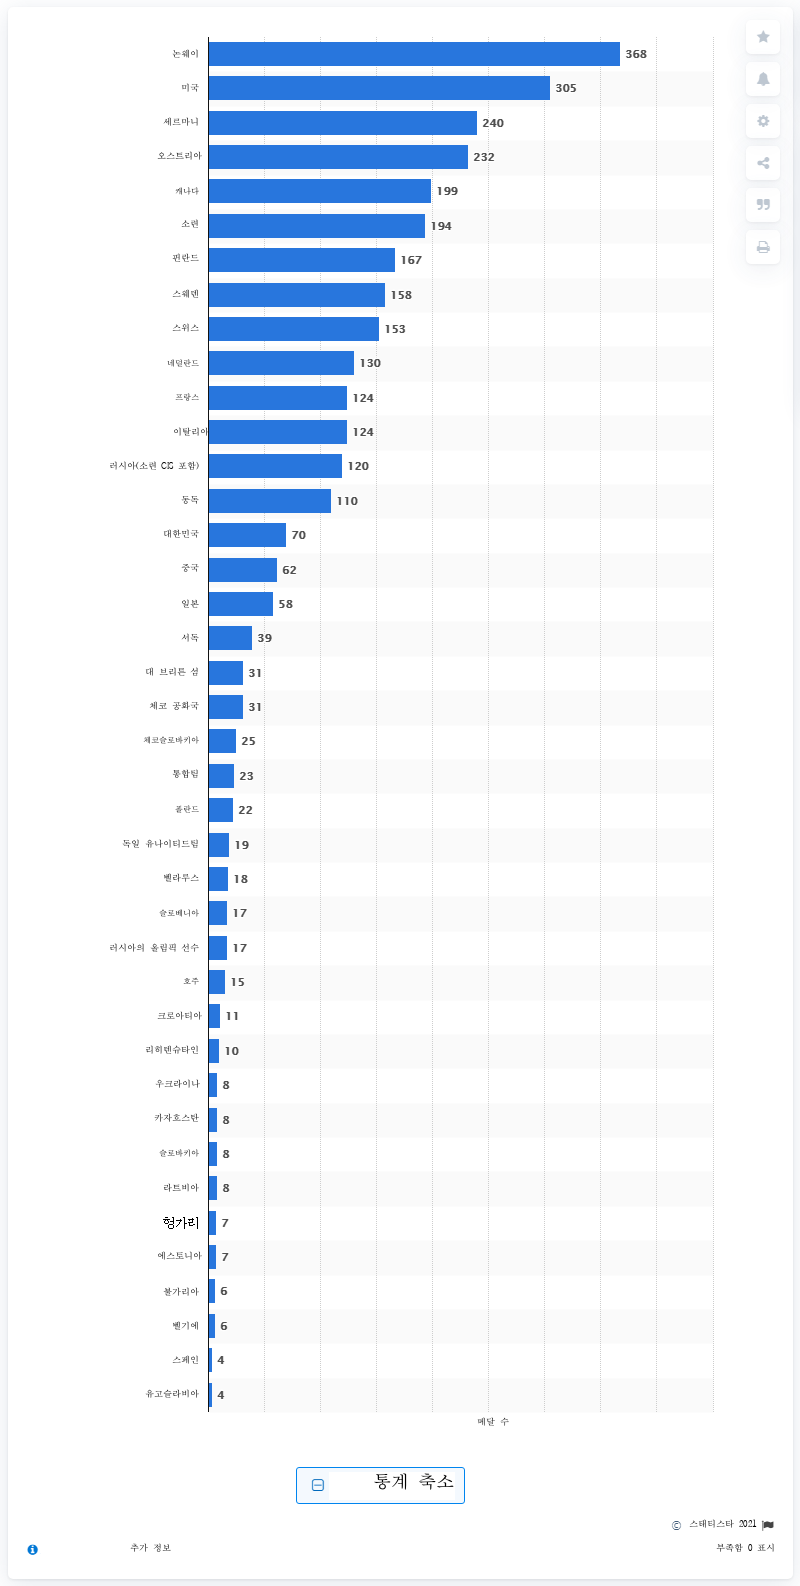 논웨이 368
미국 305
세르마니 240
오스트리아 232
캐나다 199
소련 194
핀란드 167
스웨덴 158
스위스 153
네덜란드 130
프랑스 124
이탈리아 124
러시아(소련 CIS 포함) 120
동독 110
대한민국 70
중국 62
일본 58
서독 39
대 브리튼 섬 31
체코 공화국 31
체코슬로바키아 25
통합팀 23
폴란드 22
독일 유나이티드팀 19
벨라루스 18
슬로베니아 17
러시아의 올림픽 선수 17
호주 15
크로아티아 11
리히텐슈타인 10
우크라이나 8
카자흐스탄 8
슬로바키아 8
라트비아 8
헝가리 7
에스토니아 7
불가리아 6
벨기에 6
스페인 4
유고슬라비아 4
메달 수
통계 축소
© 스태티스타 2021
추가 정보
부족함 0 표시